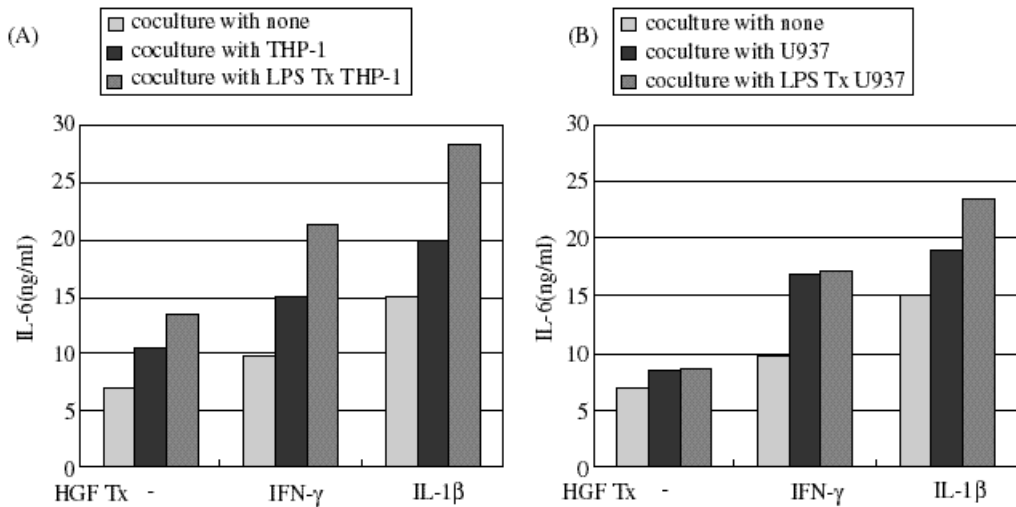 (A)
coculture with none
coculture with THP-1
coculture with LPS Tx THP-1
30
25
20
15
10
5
0
IL-6(ng/ml)
HGF Tx - IFN-γ IL-1β
(B)
coculture with none
coculture with U937
coculture with LPS Tx U937
30
25
20
15
10
5
0
IL-6(ng/ml)
HGF Tx - IFN-γ IL-1β